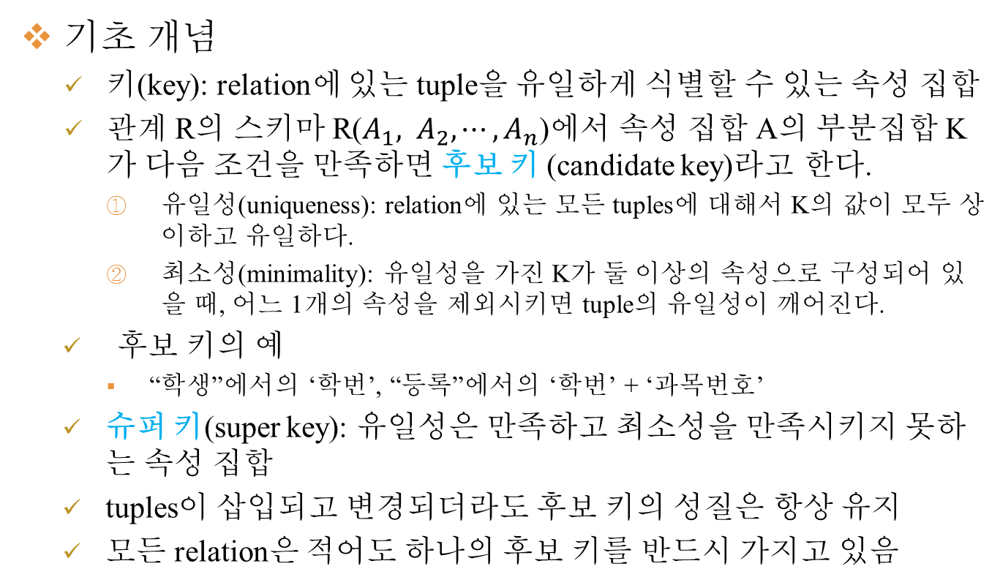 ❖ 기초 개념
✓ 키(key): relation에 있는 tuple을 유일하게 식별할 수 있는 속성 집합
✓ 관계 R의 스키마 R(A₁, A₂,⋯,Aₙ)에서 속성 집합 A의 부분집합 K
가 다음 조건을 만족하면 후보 키 (candidate key)라고 한다.
① 유일성(uniqueness): relation에 있는 모든 tuples에 대해서 K의 값이 모두 상
이하고 유일하다.
② 최소성(minimality): 유일성을 가진 K가 둘 이상의 속성으로 구성되어 있
을 때, 어느 1개의 속성을 제외시키면 tuple의 유일성이 깨어진다.
✓ 후보 키의 예
▪ “학생”에서의 ‘학번’, “등록”에서의 ‘학번’ + ‘과목번호’
✓ 슈퍼 키(super key): 유일성은 만족하고 최소성을 만족시키지 못하
는 속성 집합
✓ tuples이 삽입되고 변경되더라도 후보 키의 성질은 항상 유지
✓ 모든 relation은 적어도 하나의 후보 키를 반드시 가지고 있음